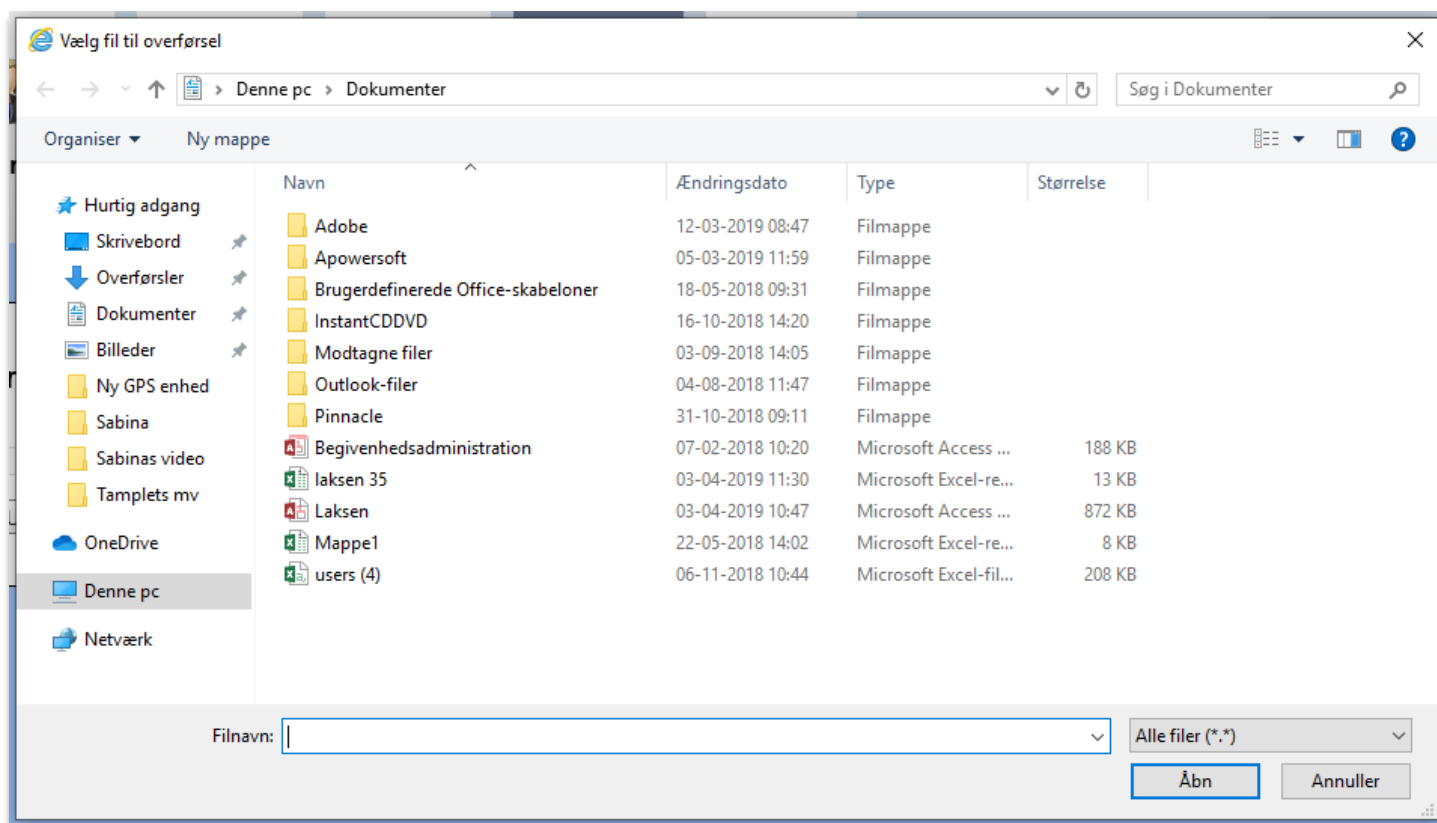 Vælg fil til overførsel
Denne pc > Dokumenter
Søg i Dokumenter
Organiser
Ny mappe
Navn Ændringsdato Type Størrelse
Hurtig adgang
Skrivebord
Overførsler
Dokumenter
Billeder
Ny GPS enhed
Sabina
Sabinas video
Tamplets mv
OneDrive
Denne pc
Netværk
Adobe 12-03-2019 08:47 Filmappe
Apowersoft 05-03-2019 11:59 Filmappe
Brugerdefinerede Office-skabeloner 18-05-2018 09:31 Filmappe
InstantCDDVD 16-10-2018 14:20 Filmappe
Modtagne filer 03-09-2018 14:05 Filmappe
Outlook-filer 04-08-2018 11:47 Filmappe
Pinnacle 31-10-2018 09:11 Filmappe
Begivenhedsadministration 07-02-2018 10:20 Microsoft Access ... 188 KB
laksen 35 03-04-2019 11:30 Microsoft Excel-re... 13 KB
Laksen 03-04-2019 10:47 Microsoft Access ... 872 KB
Mappe1 22-05-2018 14:02 Microsoft Excel-re... 8 KB
users (4) 06-11-2018 10:44 Microsoft Excel-fil... 208 KB
Filnavn:
Alle filer (*.*)
Åbn
Annuller